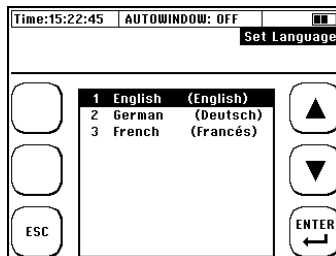 Time:15:22:45 AUTOWINDOW: OFF
Set Language
1 English (English)
2 German (Deutsch)
3 French (Francés)
ESC
ENTER